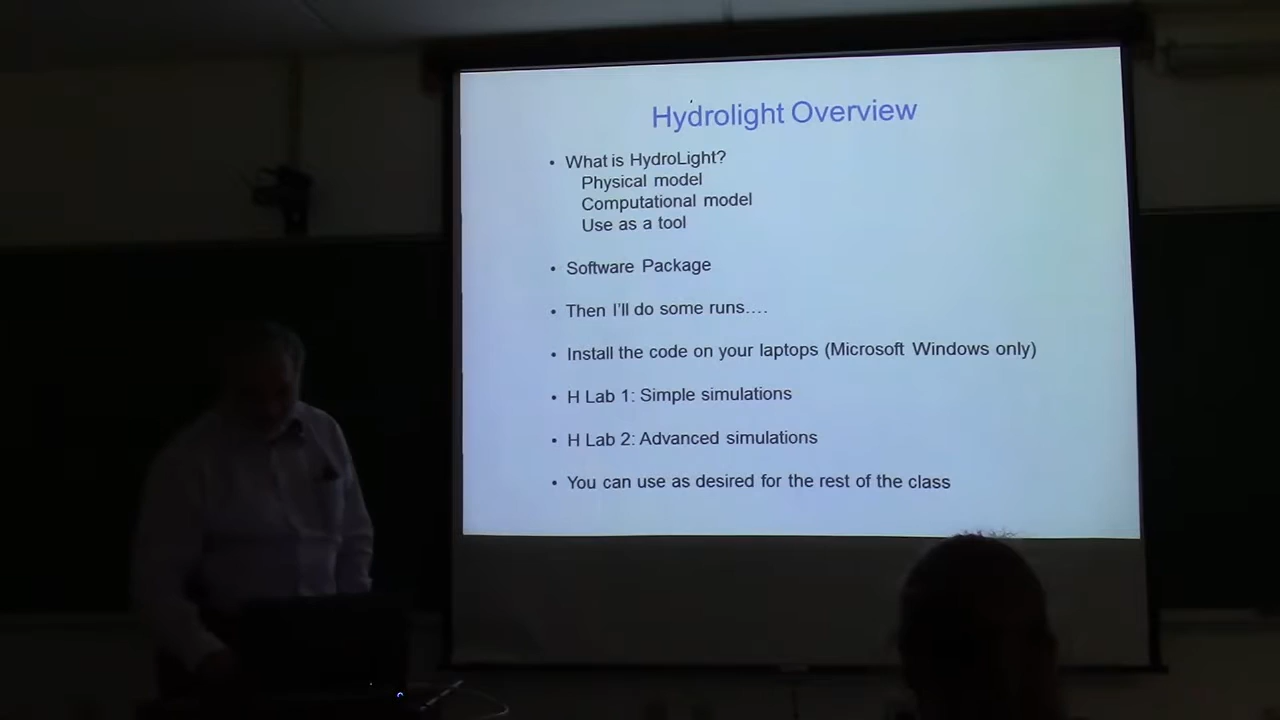 Hydrolight Overview
• What is HydroLight?
Physical model
Computational model
Use as a tool
• Software Package
• Then I'll do some runs….
• Install the code on your laptops (Microsoft Windows only)
• H Lab 1: Simple simulations
• H Lab 2: Advanced simulations
• You can use as desired for the rest of the class